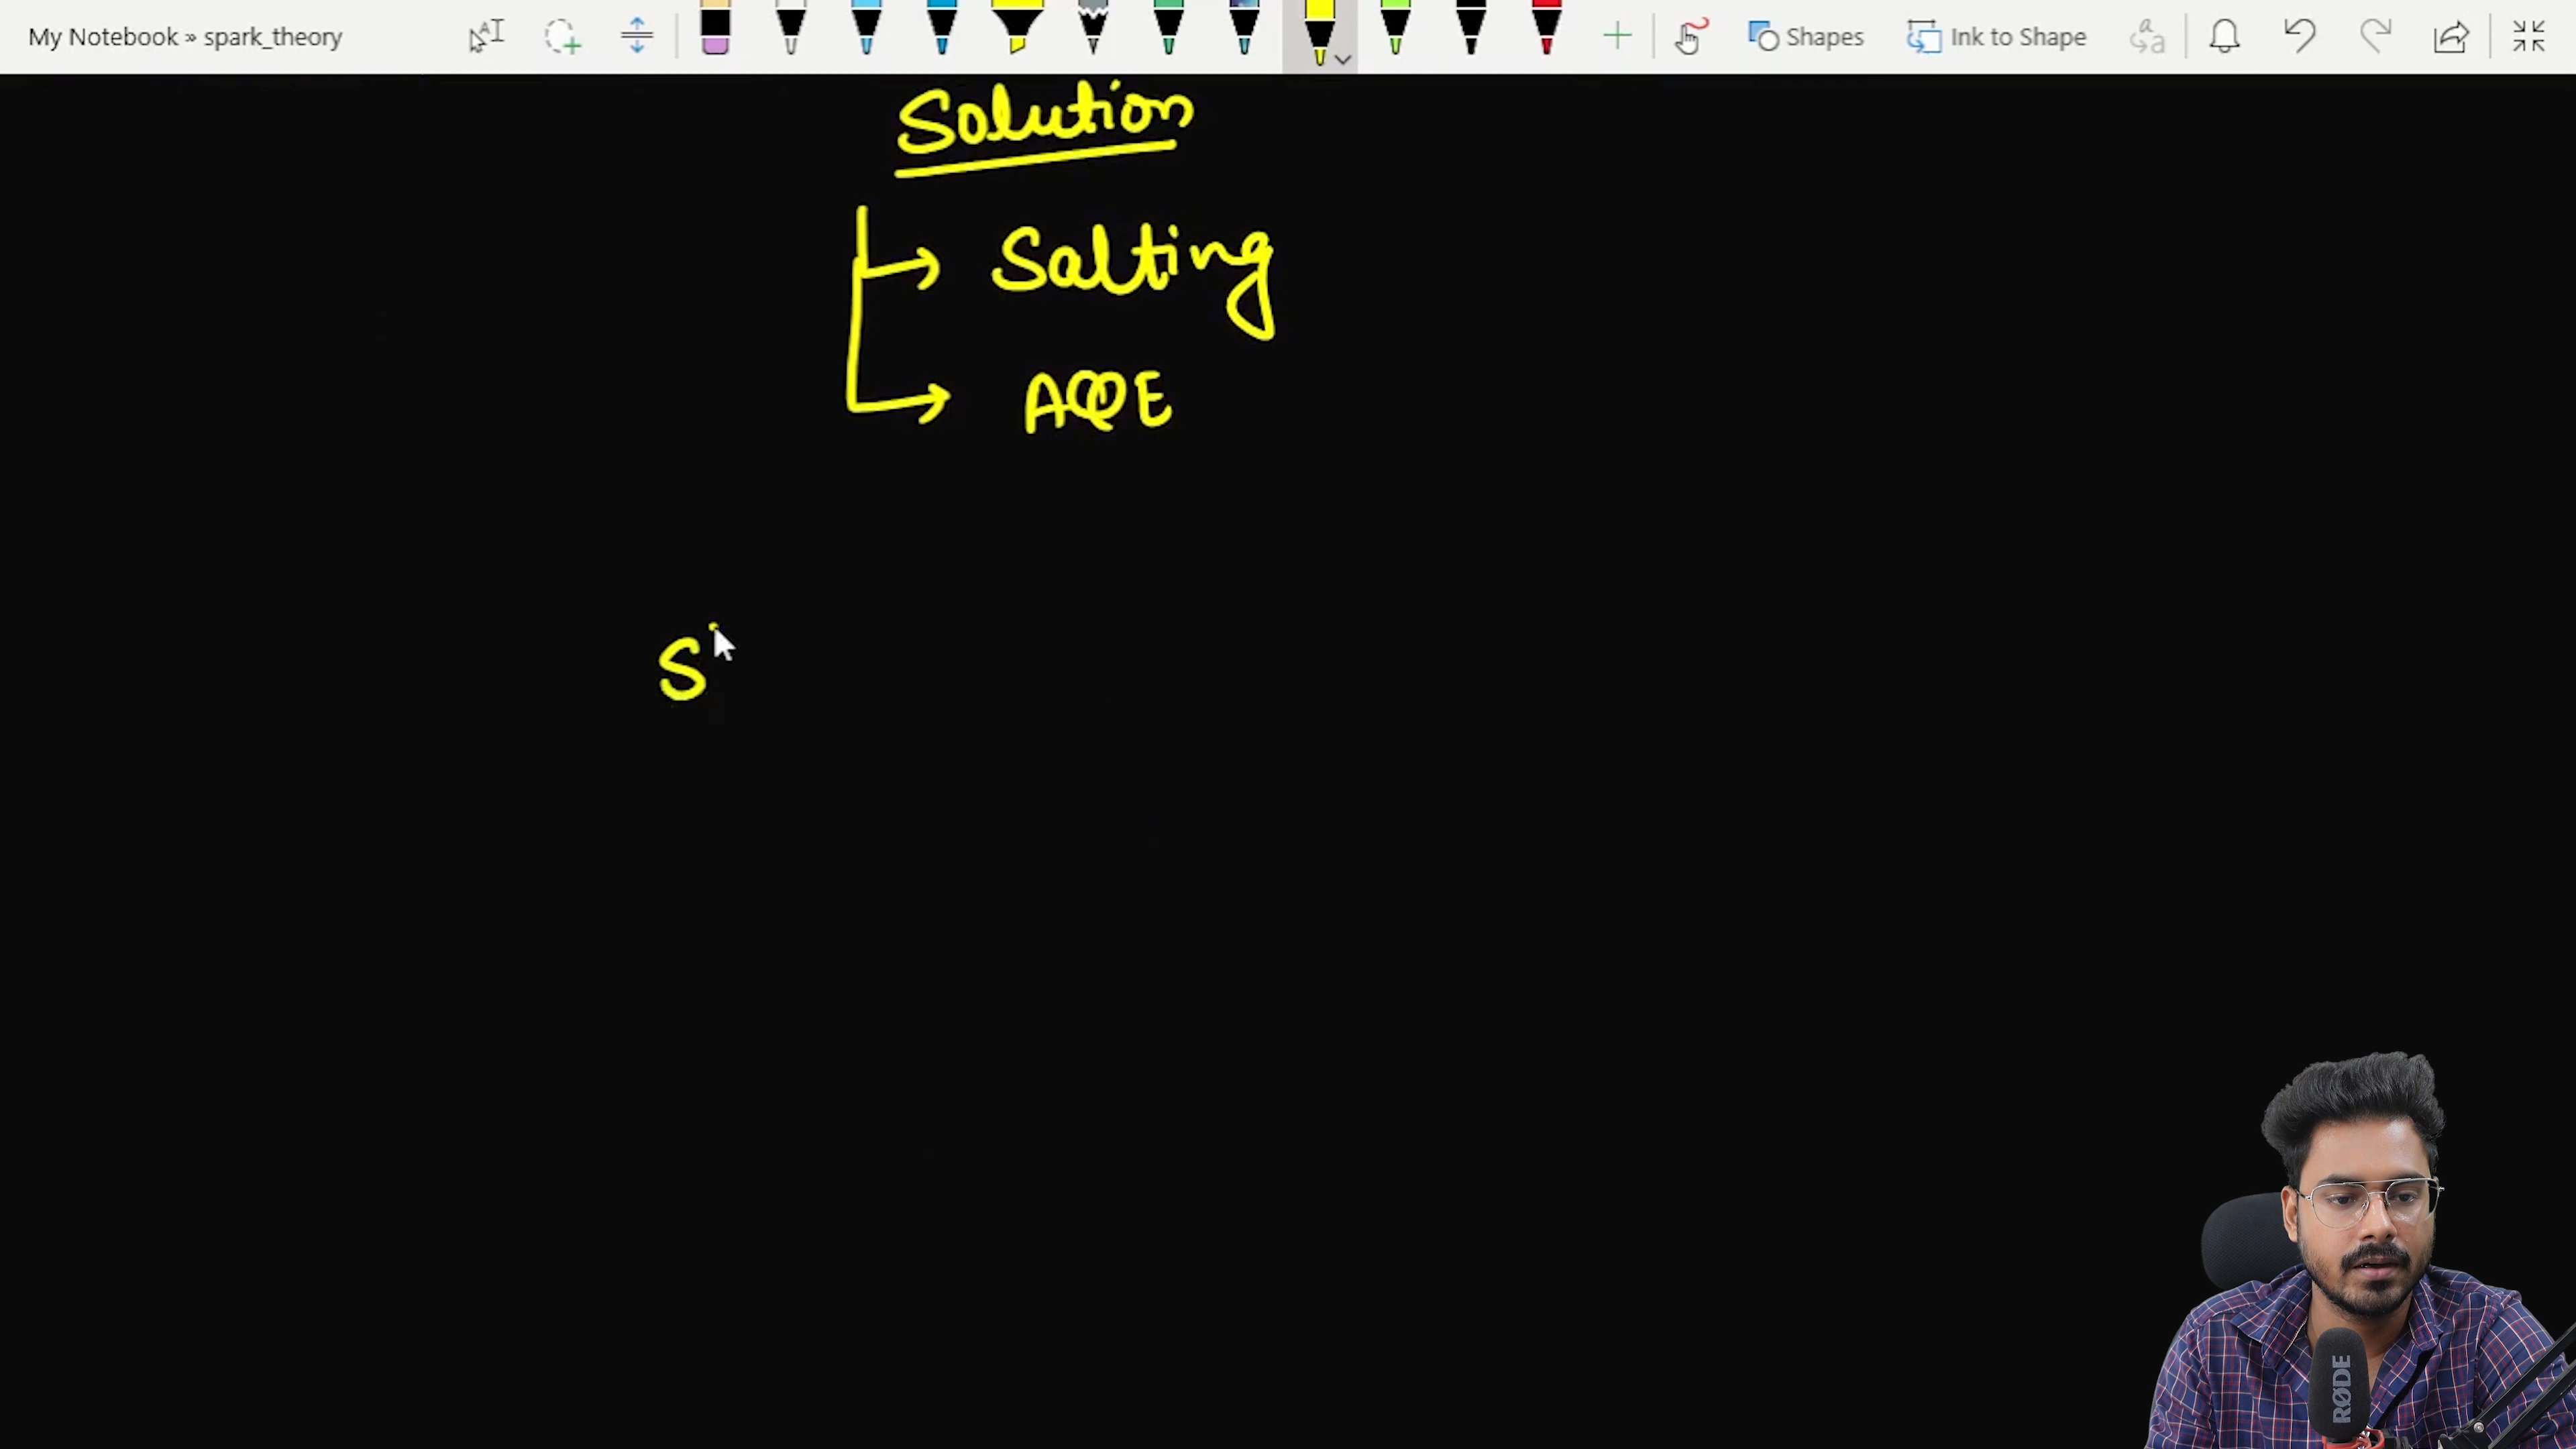 My Notebook » spark_theory
Shapes
Ink to Shape
Solution
Salting
AQE
S
RØDE